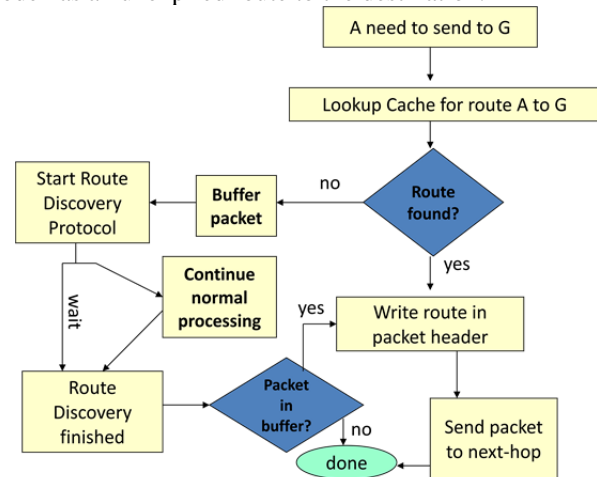 A need to send to G
Lookup Cache for route A to G
Route
found?
no
yes
Buffer
packet
Start Route
Discovery
Protocol
wait
Continue
normal
processing
Route
Discovery
finished
Packet
in
buffer?
yes
no
Write route in
packet header
Send packet
to next-hop
done